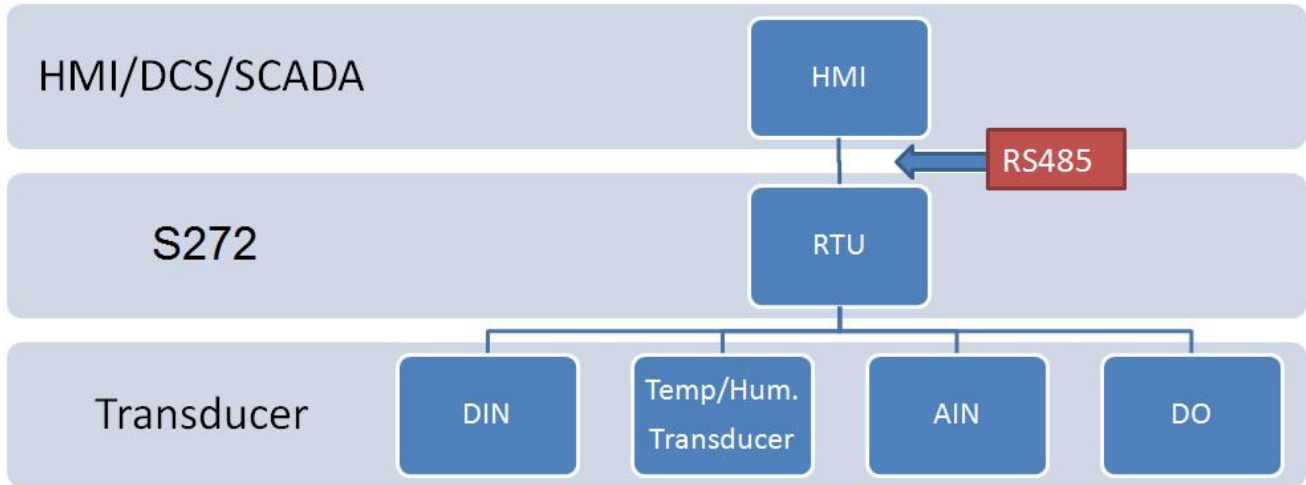 HMI/DCS/SCADA
HMI
RS485
S272
RTU
Transducer
DIN
Temp/Hum.
Transducer
AIN
DO